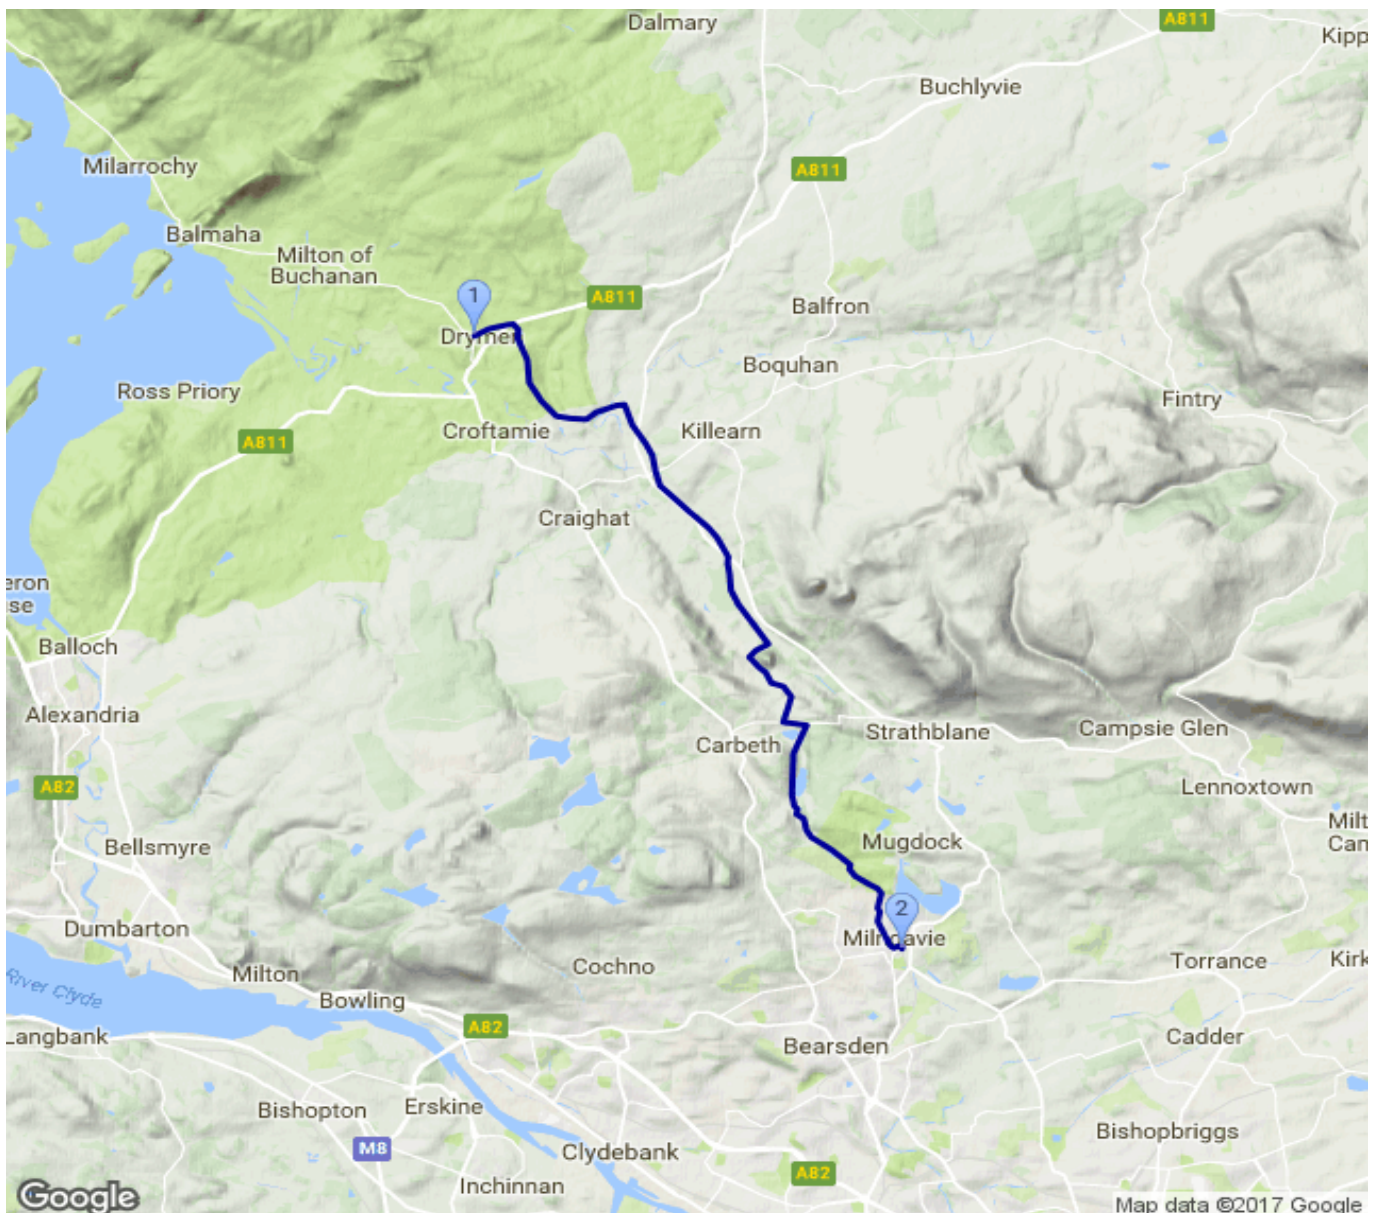 Dalmary
A811
Kipp
Buchlyvie
Milarrochy
A811
Balmaha
Milton of
Buchanan
1
A811
Balfron
Drymen
Boquhan
Ross Priory
Fintry
A811
Croftamie
Killearn
Craighat
eron
se
Balloch
Alexandria
Carbeth
Strathblane
Campsie Glen
A82
Lennoxtown
Bellsmyre
Mugdock
Milt
Cam
2
Dumbarton
Milngavie
Milton
Cochno
Torrance
Kirk
River Clyde
Bowling
A82
Langbank
Bearsden
Cadder
Bishopton
Erskine
M8
Clydebank
Bishopbriggs
A82
Inchinnan
Google
Map data ©2017 Google